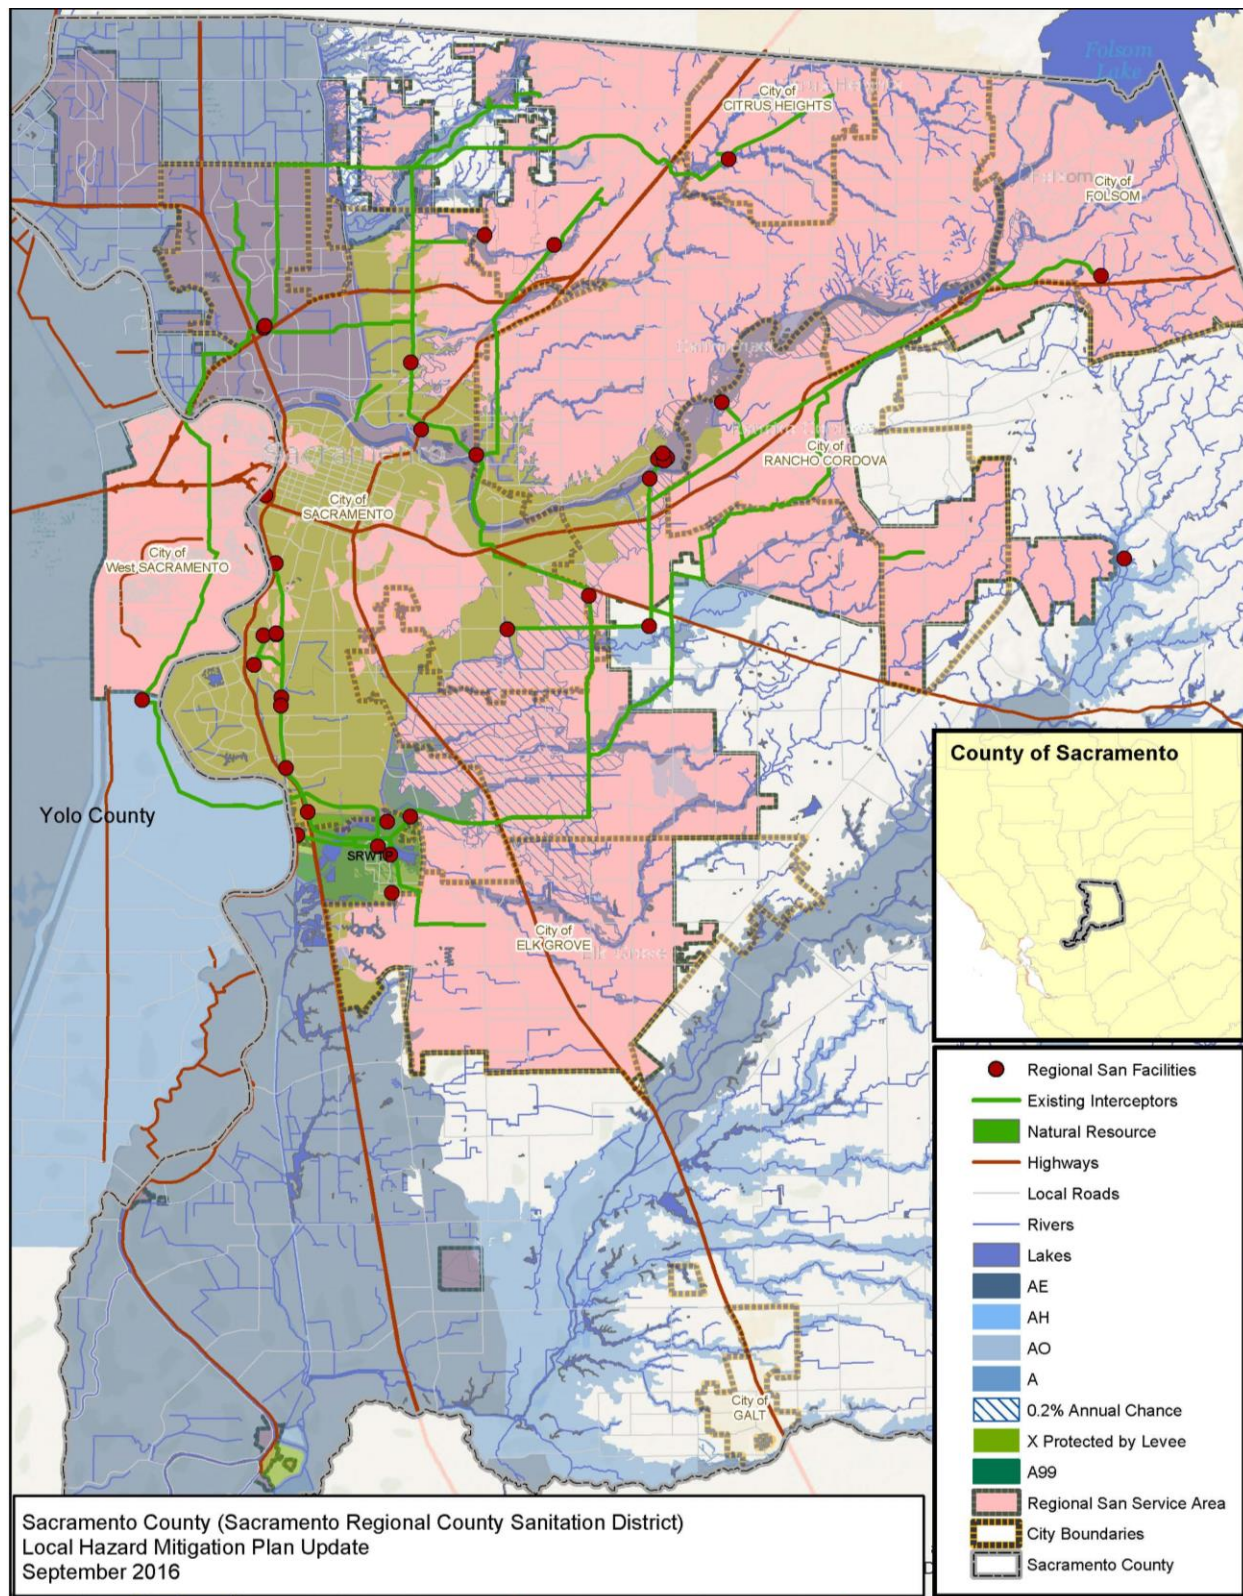 Folsom
Lake
City of
CITRUS HEIGHTS
City of
FOLSOM
City of
RANCHO CORDOVA
Sacramento
City of
SACRAMENTO
City of
West SACRAMENTO
Yolo County
SRWTP
City of
ELK GROVE
City of
GALT
County of Sacramento
Regional San Facilities
Existing Interceptors
Natural Resource
Highways
Local Roads
Rivers
Lakes
AE
AH
AO
A
0.2% Annual Chance
X Protected by Levee
A99
Regional San Service Area
City Boundaries
Sacramento County
Sacramento County (Sacramento Regional County Sanitation District)
Local Hazard Mitigation Plan Update
September 2016